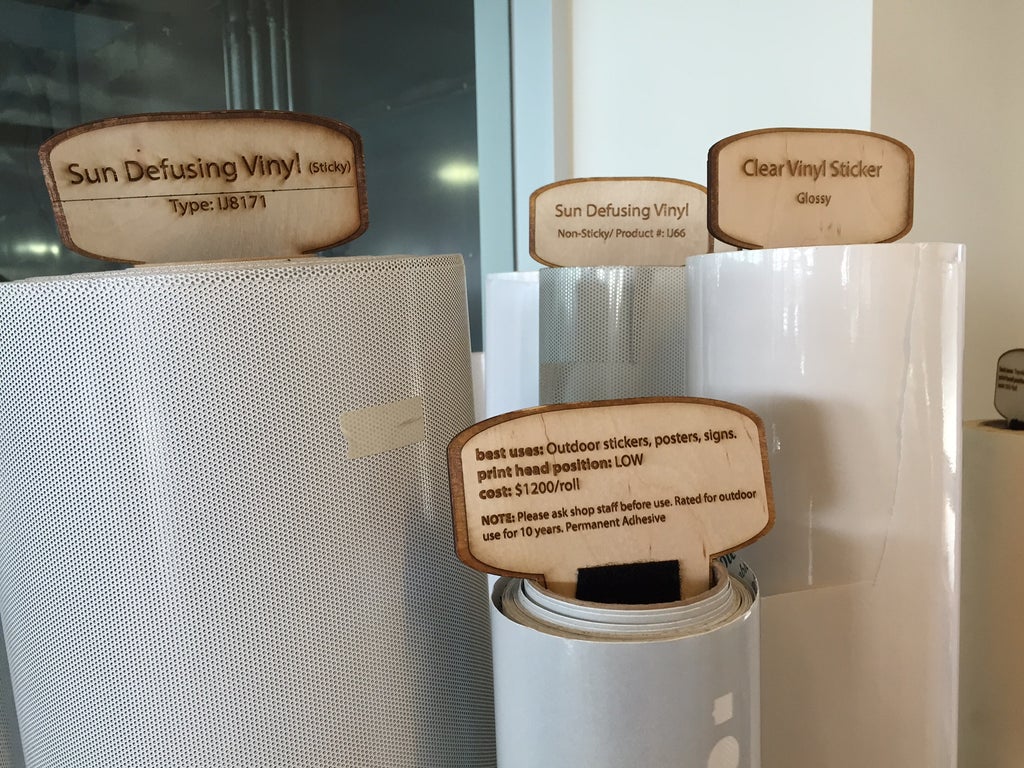 Sun Defusing Vinyl (Sticky)
Type: IJ8171
Sun Defusing Vinyl
Non-Sticky/ Product #: IJ66
Clear Vinyl Sticker
Glossy
best uses: Outdoor stickers, posters, signs.
print head position: LOW
cost: $1200/roll
NOTE: Please ask shop staff before use. Rated for outdoor
use for 10 years. Permanent Adhesive